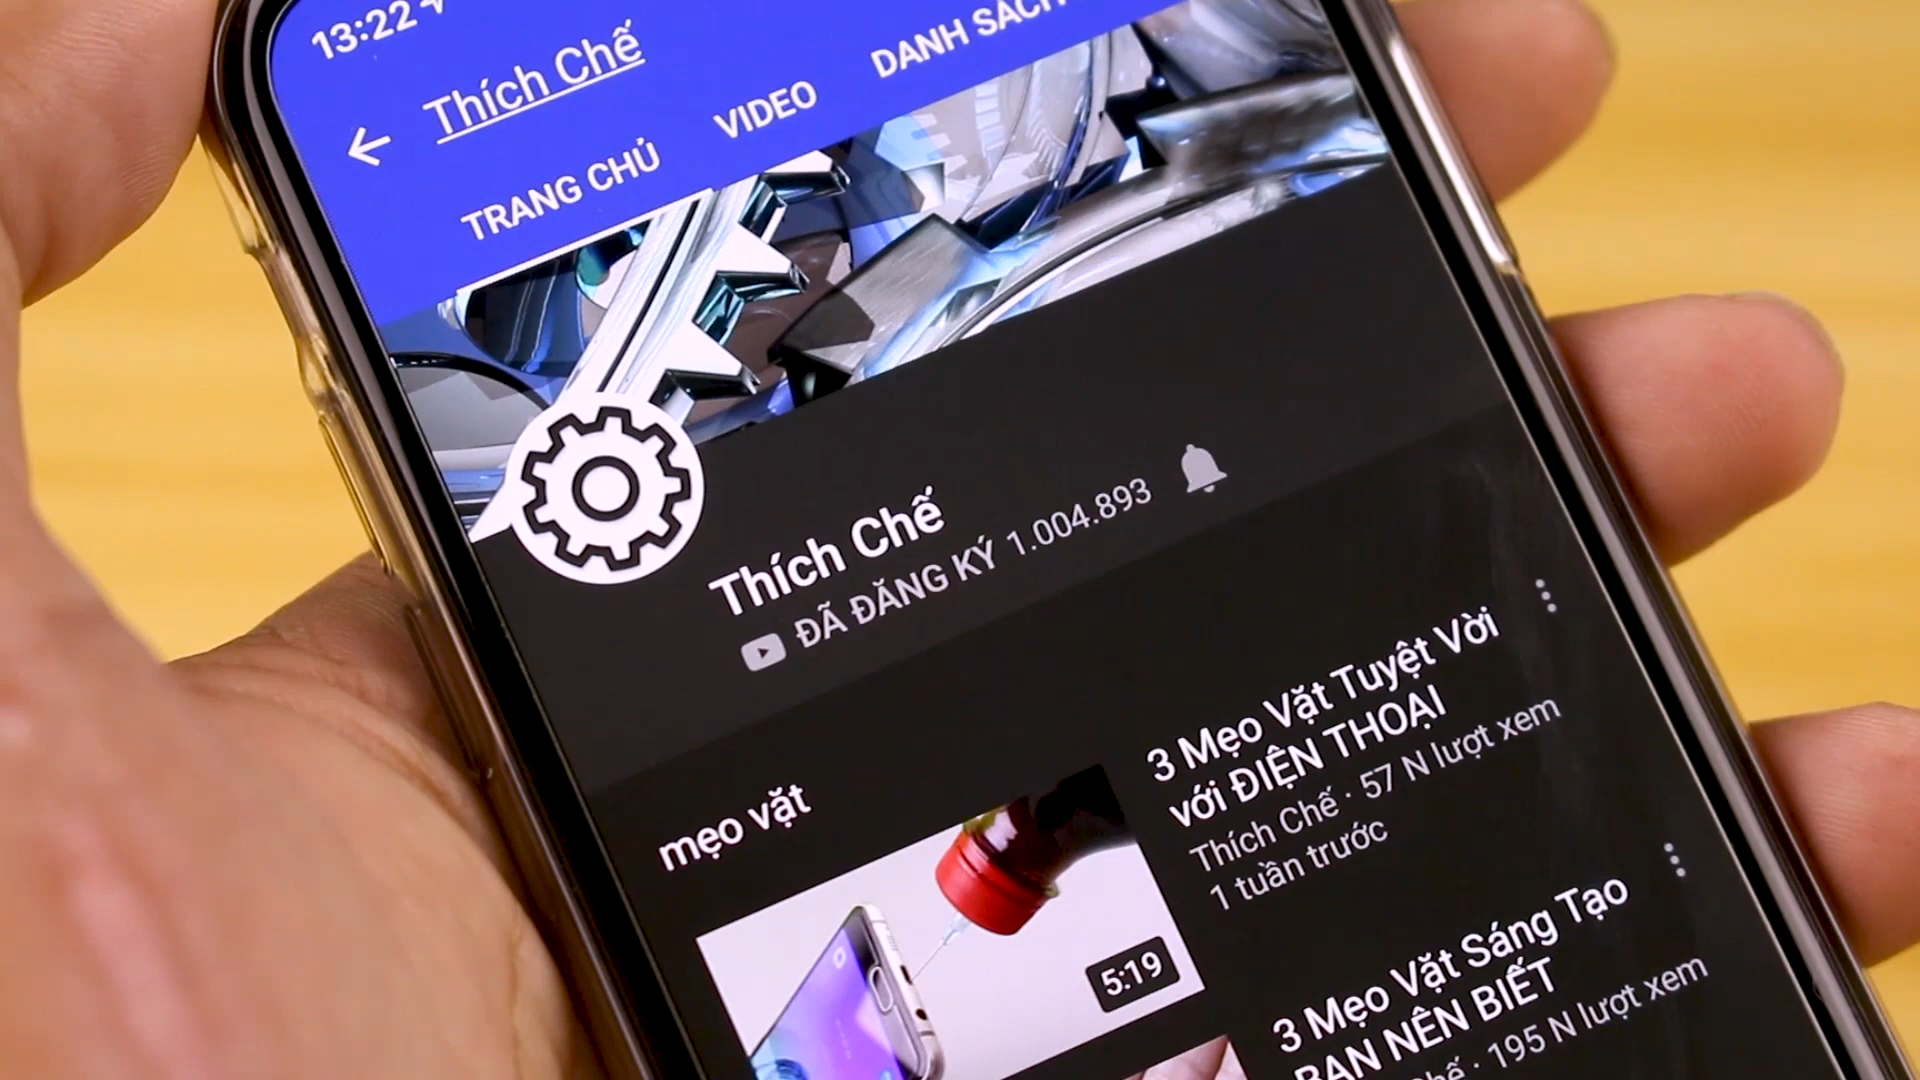 13:22
Thích Chế
TRANG CHỦ VIDEO DANH SÁCH
Thích Chế
ĐÃ ĐĂNG KÝ 1.004.893
mẹo vặt
3 Mẹo Vặt Tuyệt Vời
với ĐIỆN THOẠI
Thích Chế · 57 N lượt xem
1 tuần trước
5:19
3 Mẹo Vặt Sáng Tạo
BẠN NÊN BIẾT
Chế · 195 N lượt xem